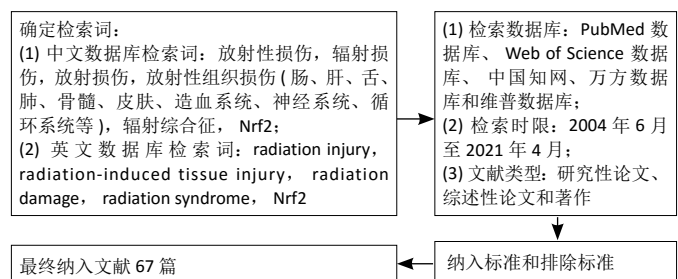 确定检索词：
(1) 中文数据库检索词：放射性损伤，辐射损
伤，放射损伤，放射性组织损伤 ( 肠、肝、舌、
肺、骨髓、皮肤、造血系统、神经系统、循
环系统等 )，辐射综合征， Nrf2；
(2) 英文数据库检索词：radiation injury，
radiation-induced tissue injury， radiation
damage， radiation syndrome， Nrf2
(1) 检索数据库：PubMed 数
据库、 Web of Science 数据
库、 中国知网、万方数据
库和维普数据库；
(2) 检索时限：2004 年 6 月
至 2021 年 4 月；
(3) 文献类型：研究性论文、
综述性论文和著作
纳入标准和排除标准
最终纳入文献 67 篇